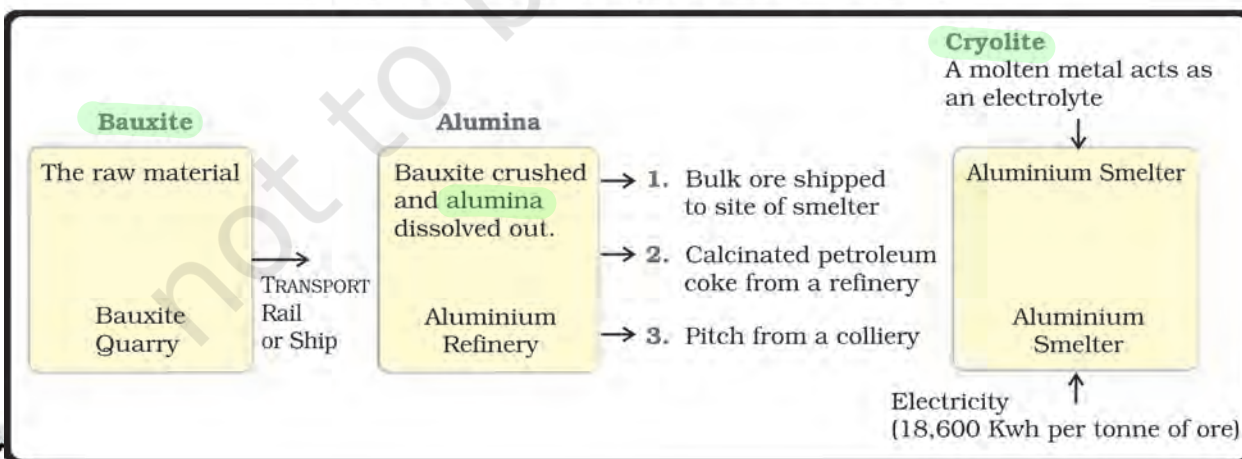 Cryolite
A molten metal acts as
an electrolyte
Bauxite
The raw material
Bauxite
Quarry
TRANSPORT
Rail
or Ship
Alumina
Bauxite crushed
and alumina
dissolved out.
Aluminium
Refinery
1. Bulk ore shipped
to site of smelter
2. Calcinated petroleum
coke from a refinery
3. Pitch from a colliery
Aluminium Smelter
Aluminium
Smelter
Electricity
(18,600 Kwh per tonne of ore)
not to b